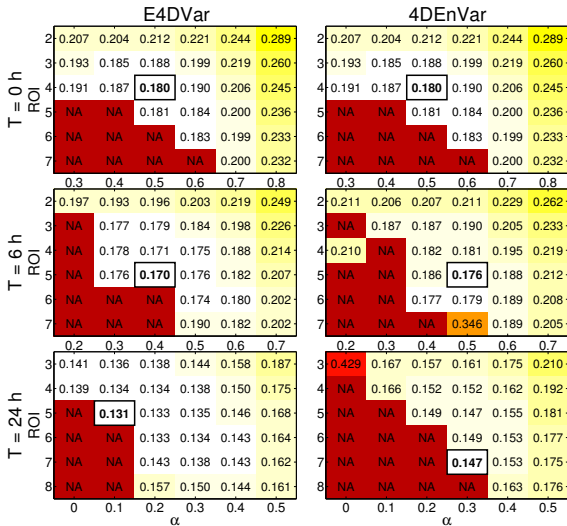 E4DVar 4DEnVar
T = 0 h
ROI
2 0.207 0.204 0.212 0.221 0.244 0.289 2 0.207 0.204 0.212 0.221 0.244 0.289
3 0.193 0.185 0.188 0.199 0.219 0.260 3 0.193 0.185 0.188 0.199 0.219 0.260
4 0.191 0.187 0.180 0.190 0.206 0.245 4 0.191 0.187 0.180 0.190 0.206 0.245
5 NA NA 0.181 0.184 0.200 0.236 5 NA NA 0.181 0.184 0.200 0.236
6 NA NA NA 0.183 0.199 0.233 6 NA NA NA 0.183 0.199 0.233
7 NA NA NA NA 0.200 0.232 7 NA NA NA NA 0.200 0.232
0.3 0.4 0.5 0.6 0.7 0.8 0.3 0.4 0.5 0.6 0.7 0.8
T = 6 h
ROI
2 0.197 0.193 0.196 0.203 0.219 0.249 2 0.211 0.206 0.207 0.211 0.229 0.262
3 NA 0.177 0.179 0.184 0.198 0.226 3 NA 0.187 0.187 0.190 0.205 0.233
4 NA 0.178 0.171 0.175 0.188 0.214 4 0.210 NA 0.182 0.181 0.195 0.219
5 NA 0.176 0.170 0.176 0.182 0.207 5 NA NA 0.186 0.176 0.188 0.212
6 NA NA NA 0.174 0.180 0.202 6 NA NA 0.177 0.179 0.189 0.208
7 NA NA NA 0.190 0.182 0.202 7 NA NA NA 0.346 0.189 0.205
0.2 0.3 0.4 0.5 0.6 0.7 0.2 0.3 0.4 0.5 0.6 0.7
T = 24 h
ROI
3 0.141 0.136 0.138 0.144 0.158 0.187 3 0.429 0.167 0.157 0.161 0.175 0.210
4 0.139 0.134 0.134 0.138 0.150 0.175 4 NA 0.166 0.152 0.152 0.162 0.192
5 NA 0.131 0.133 0.135 0.146 0.168 5 NA NA 0.149 0.147 0.155 0.181
6 NA NA 0.133 0.134 0.143 0.164 6 NA NA NA 0.149 0.153 0.177
7 NA NA 0.143 0.138 0.143 0.162 7 NA NA NA 0.147 0.153 0.175
8 NA NA 0.157 0.150 0.144 0.161 8 NA NA NA NA 0.163 0.176
0 0.1 0.2 0.3 0.4 0.5 0 0.1 0.2 0.3 0.4 0.5
α α